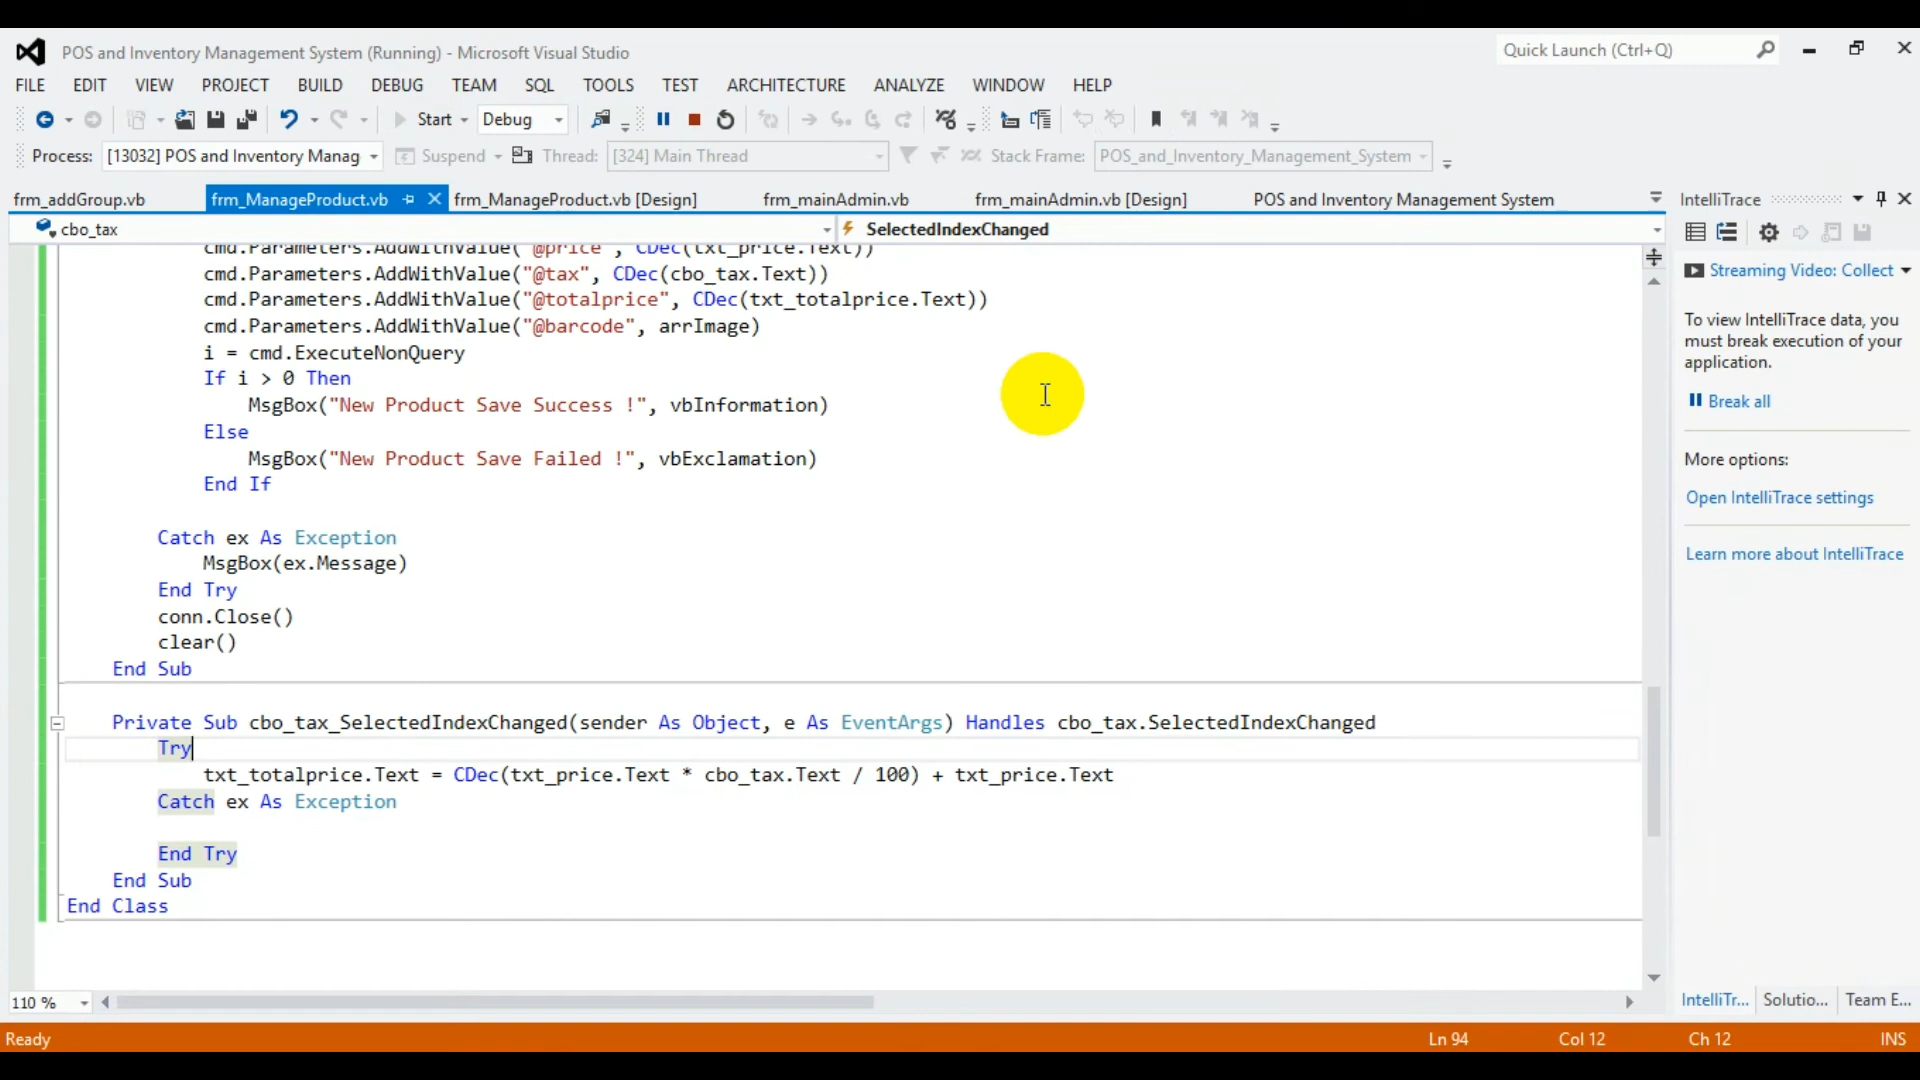 POS and Inventory Management System (Running) - Microsoft Visual Studio
Quick Launch (Ctrl+Q)
FILE EDIT VIEW PROJECT BUILD DEBUG TEAM SQL TOOLS TEST ARCHITECTURE ANALYZE WINDOW HELP
Start Debug
Process: [13032] POS and Inventory Manag Suspend Thread: [324] Main Thread Stack Frame: POS_and_Inventory_Management_System
frm_addGroup.vb frm_ManageProduct.vb frm_ManageProduct.vb [Design] frm_mainAdmin.vb frm_mainAdmin.vb [Design] POS and Inventory Management System
IntelliTrace
cbo_tax SelectedIndexChanged
cmd.Parameters.AddWithValue("@price", CDec(txt_price.Text))
cmd.Parameters.AddWithValue("@tax", CDec(cbo_tax.Text))
cmd.Parameters.AddWithValue("@totalprice", CDec(txt_totalprice.Text))
cmd.Parameters.AddWithValue("@barcode", arrImage)
i = cmd.ExecuteNonQuery
If i > 0 Then
MsgBox("New Product Save Success !", vbInformation)
Else
MsgBox("New Product Save Failed !", vbExclamation)
End If
Catch ex As Exception
MsgBox(ex.Message)
End Try
conn.Close()
clear()
End Sub
Private Sub cbo_tax_SelectedIndexChanged(sender As Object, e As EventArgs) Handles cbo_tax.SelectedIndexChanged
Try
txt_totalprice.Text = CDec(txt_price.Text * cbo_tax.Text / 100) + txt_price.Text
Catch ex As Exception
End Try
End Sub
End Class
Streaming Video: Collect
To view IntelliTrace data, you
must break execution of your
application.
Break all
More options:
Open IntelliTrace settings
Learn more about IntelliTrace
110 %
IntelliTr... Solutio... Team E...
Ready Ln 94 Col 12 Ch 12 INS